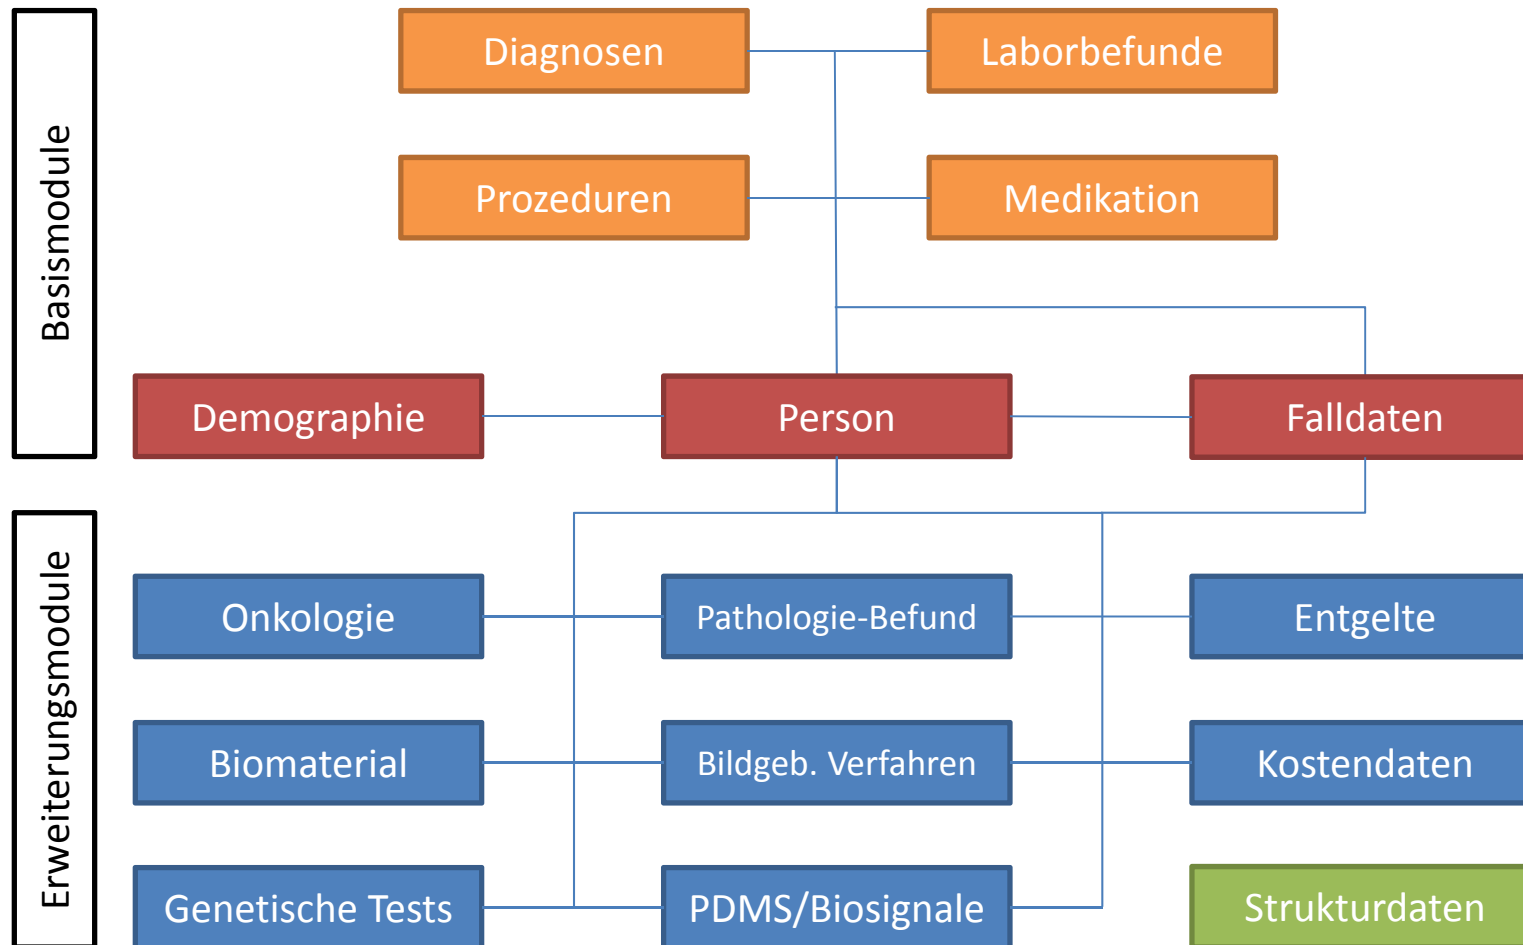 Basismodule
Diagnosen
Laborbefunde
Prozeduren
Medikation
Demographie
Person
Falldaten
Erweiterungsmodule
Onkologie
Pathologie-Befund
Entgelte
Biomaterial
Bildgeb. Verfahren
Kostendaten
Genetische Tests
PDMS/Biosignale
Strukturdaten